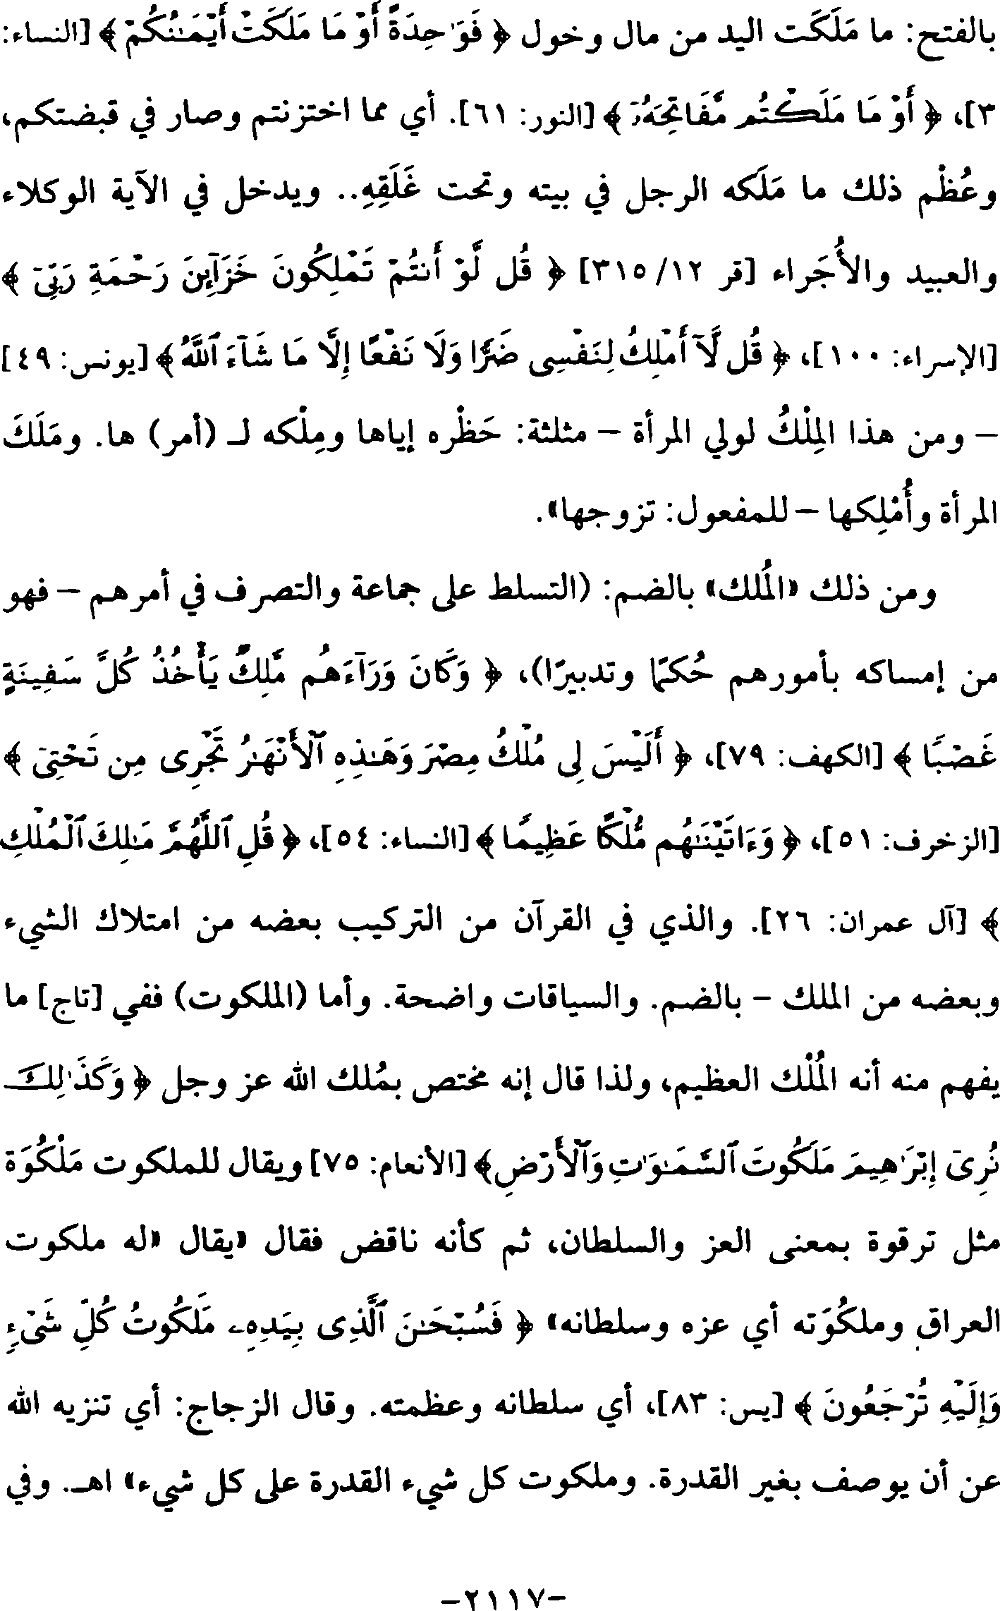 بالفتح: ما مَلَكَت اليد من مال وخول ﴿ فَوَٰحِدَةً أَوْ مَا مَلَكَتْ أَيْمَـٰنُكُمْ ﴾ [النساء:
٣]، ﴿ أَوْ مَا مَلَكْتُم مَّفَاتِحَهُۥٓ ﴾ [النور: ٦١]. أي مما اختزنتم وصار في قبضتكم،
وعُظْم ذلك ما مَلَكه الرجل في بيته وتحت غَلَقِهِ.. ويدخل في الآية الوكلاء
والعبيد والأُجَراء [قر ٣١٥/١٢] ﴿ قُل لَّوْ أَنتُمْ تَمْلِكُونَ خَزَآئِنَ رَحْمَةِ رَبِّىٓ ﴾
[الإسراء: ١٠٠]، ﴿ قُل لَّآ أَمْلِكُ لِنَفْسِى ضَرًّا وَلَا نَفْعًا إِلَّا مَا شَآءَ ٱللَّهُ ﴾ [يونس: ٤٩]
– ومن هذا المِلْكُ لولي المرأة – مثلثة: حَظْره إياها ومِلْكه لـ (أمر) ها. ومَلَكَ
المرأة وأُمْلِكها – للمفعول: تزوجها».
ومن ذلك «المُلك» بالضم: (التسلط على جماعة والتصرف في أمرهم – فهو
من إمساكه بأمورهم حُكمًا وتدبيرًا)، ﴿ وَكَانَ وَرَآءَهُم مَّلِكٌ يَأْخُذُ كُلَّ سَفِينَةٍ
غَصْبًا ﴾ [الكهف: ٧٩]، ﴿ أَلَيْسَ لِى مُلْكُ مِصْرَ وَهَـٰذِهِ ٱلْأَنْهَـٰرُ تَجْرِى مِن تَحْتِىٓ ﴾
[الزخرف: ٥١]، ﴿ وَءَاتَيْنَـٰهُم مُّلْكًا عَظِيمًا ﴾ [النساء: ٥٤]، ﴿ قُلِ ٱللَّهُمَّ مَـٰلِكَ ٱلْمُلْكِ
﴾ [آل عمران: ٢٦]. والذي في القرآن من التركيب بعضه من امتلاك الشيء
وبعضه من الملك – بالضم. والسياقات واضحة. وأما (الملكوت) ففي [تاج] ما
يفهم منه أنه المُلْك العظيم، ولذا قال إنه مختص بمُلك الله عز وجل ﴿ وَكَذَٰلِكَ
نُرِىٓ إِبْرَٰهِيمَ مَلَكُوتَ ٱلسَّمَـٰوَٰتِ وَٱلْأَرْضِ ﴾ [الأنعام: ٧٥] ويقال للملكوت مَلْكُوَة
مثل ترقوة بمعنى العز والسلطان، ثم كأنه ناقض فقال «يقال «له ملكوت
العراق وملكُوَته أي عزه وسلطانه» ﴿ فَسُبْحَـٰنَ ٱلَّذِى بِيَدِهِۦ مَلَكُوتُ كُلِّ شَىْءٍ
وَإِلَيْهِ تُرْجَعُونَ ﴾ [يس: ٨٣]، أي سلطانه وعظمته. وقال الزجاج: أي تنزيه الله
عن أن يوصف بغير القدرة. وملكوت كل شيء القدرة على كل شيء» اهـ. وفي
-٢١١٧-